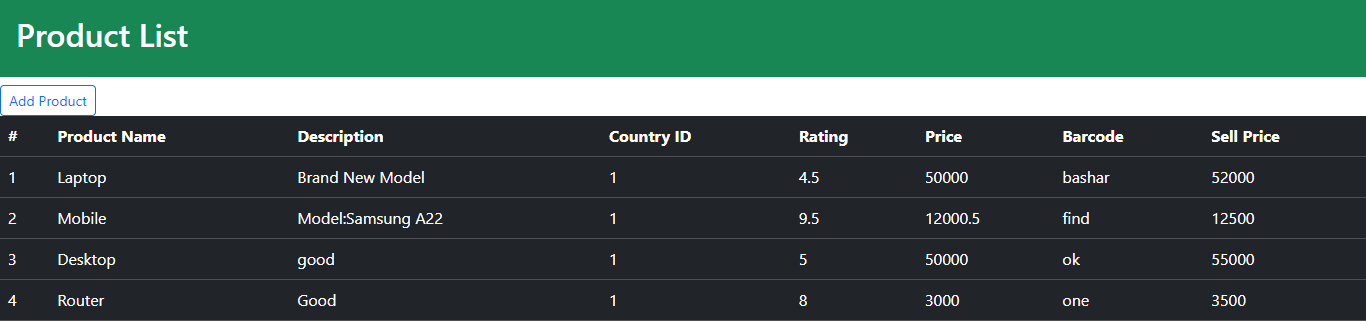 Product List
Add Product
# Product Name Description Country ID Rating Price Barcode Sell Price
1 Laptop Brand New Model 1 4.5 50000 bashar 52000
2 Mobile Model:Samsung A22 1 9.5 12000.5 find 12500
3 Desktop good 1 5 50000 ok 55000
4 Router Good 1 8 3000 one 3500